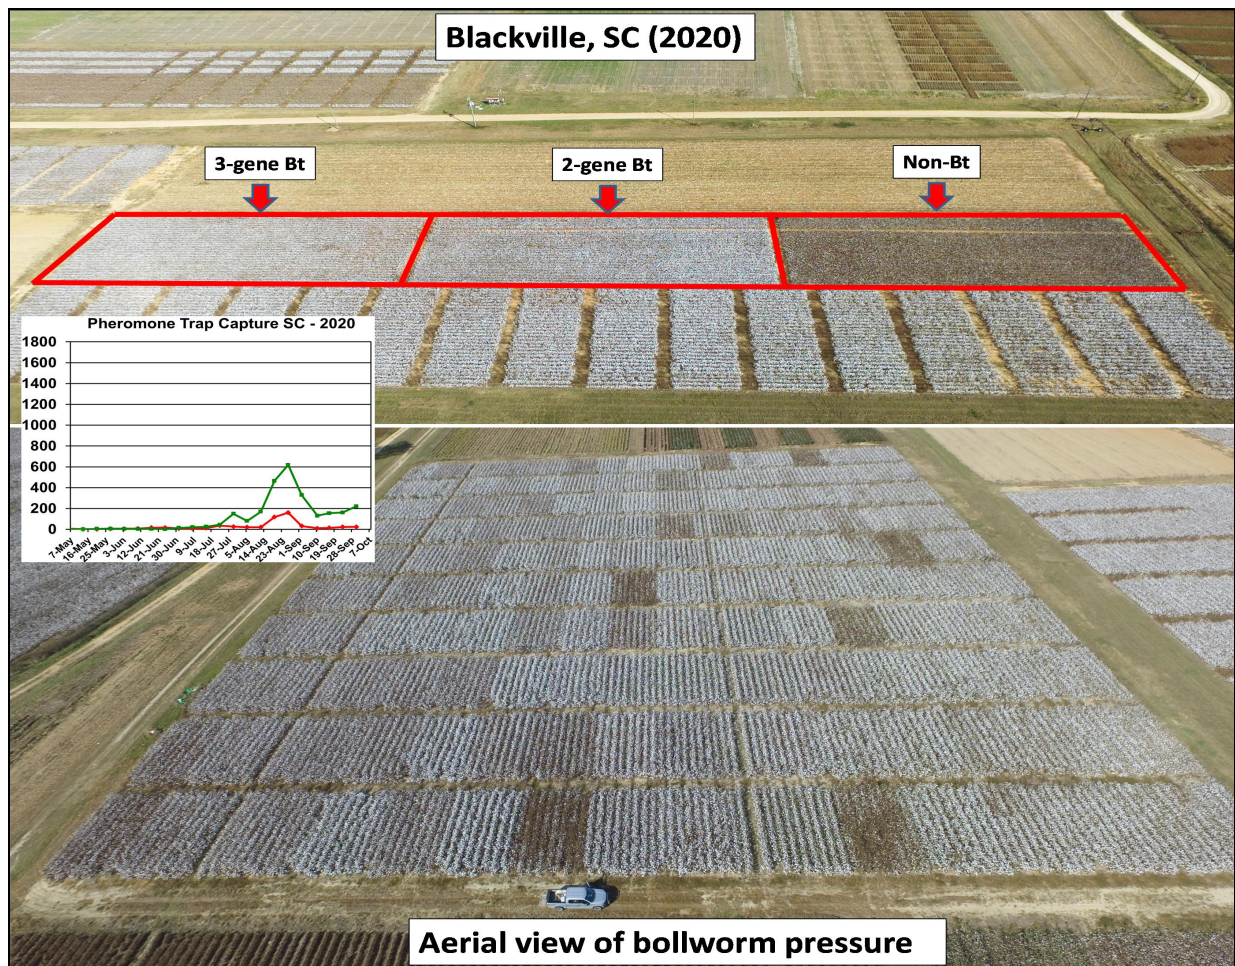 Blackville, SC (2020)
3-gene Bt
2-gene Bt
Non-Bt
Pheromone Trap Capture SC - 2020
1800
1600
1400
1200
1000
800
600
400
200
0
7-May
16-May
25-May
3-Jun
12-Jun
21-Jun
30-Jun
9-Jul
18-Jul
27-Jul
5-Aug
14-Aug
23-Aug
1-Sep
10-Sep
19-Sep
28-Sep
7-Oct
Aerial view of bollworm pressure